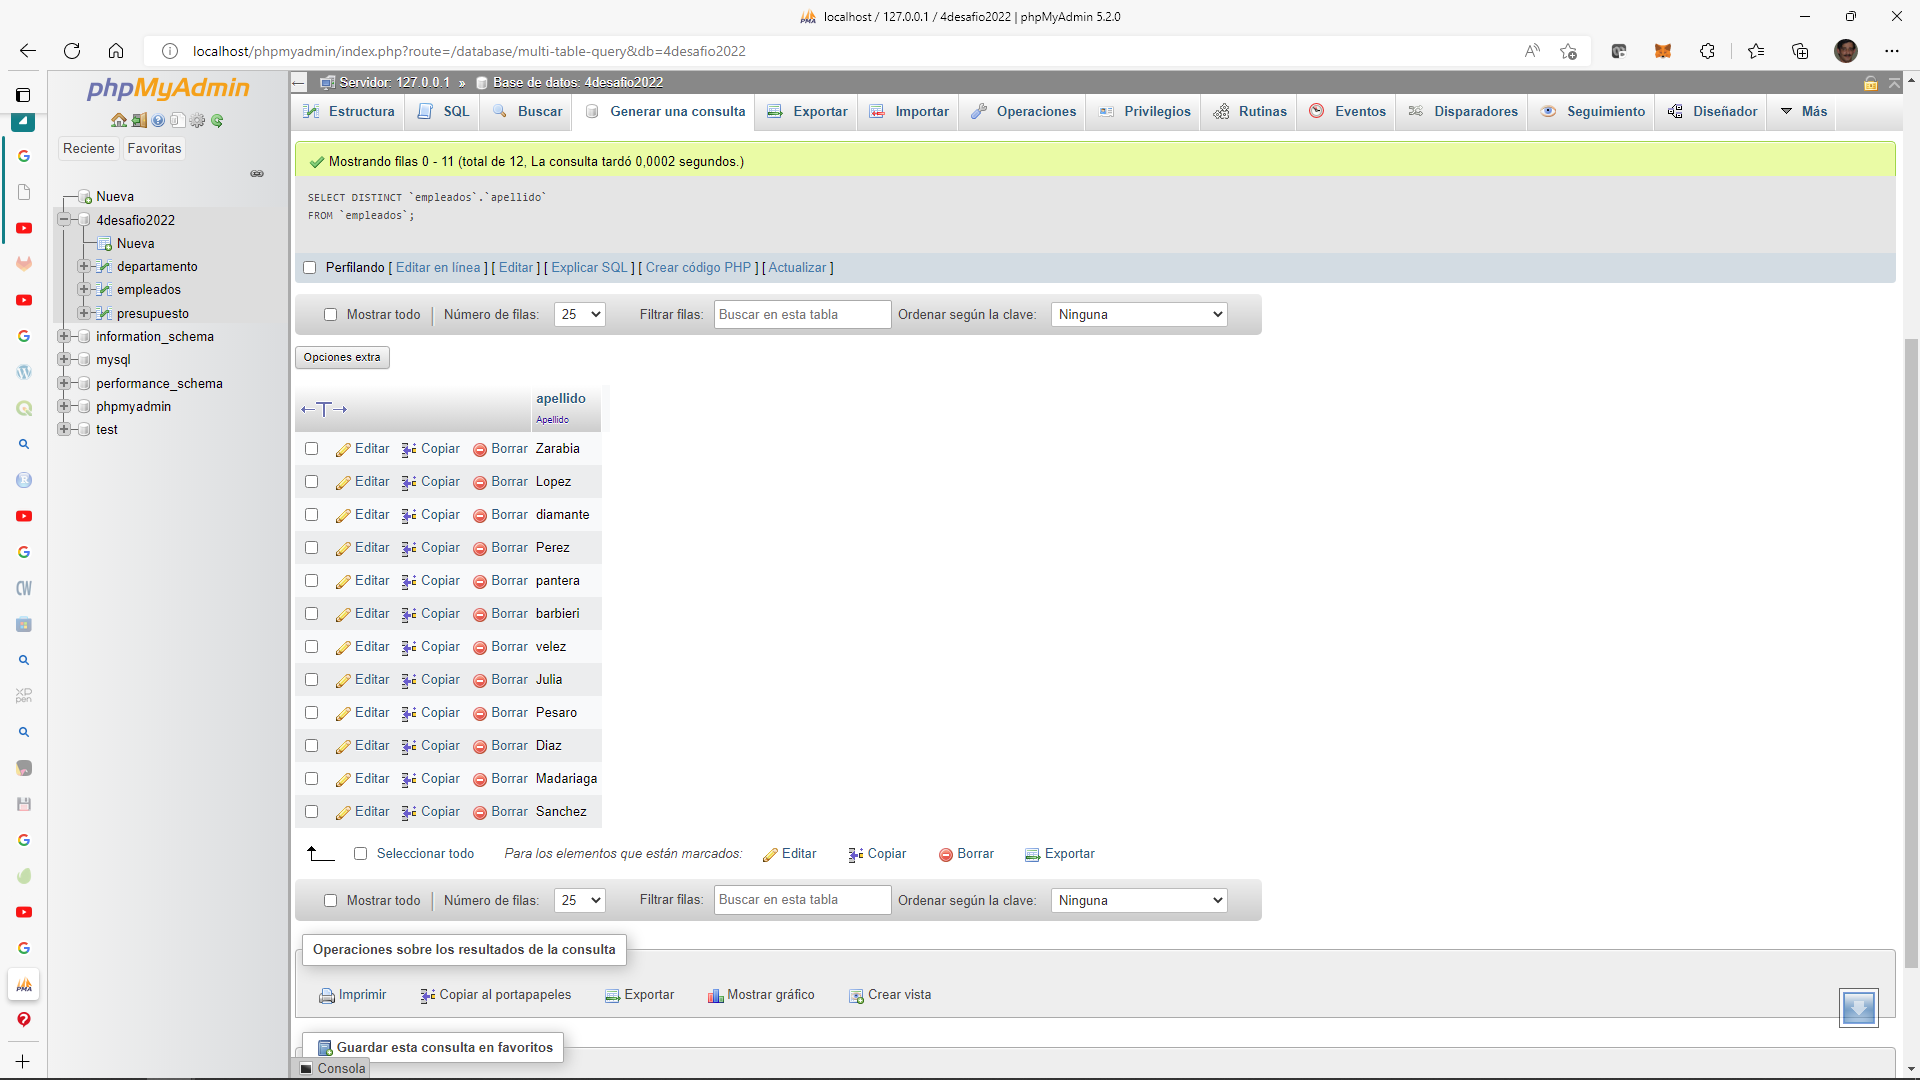 localhost / 127.0.0.1 / 4desafio2022 | phpMyAdmin 5.2.0
localhost/phpmyadmin/index.php?route=/database/multi-table-query&db=4desafio2022
phpMyAdmin
Reciente Favoritas
Nueva
4desafio2022
Nueva
departamento
empleados
presupuesto
information_schema
mysql
performance_schema
phpmyadmin
test
Servidor: 127.0.0.1 » Base de datos: 4desafio2022
Estructura SQL Buscar Generar una consulta Exportar Importar Operaciones Privilegios Rutinas Eventos Disparadores Seguimiento Diseñador Más
Mostrando filas 0 - 11 (total de 12, La consulta tardó 0,0002 segundos.)
SELECT DISTINCT `empleados`.`apellido`
FROM `empleados`;
Perfilando [ Editar en línea ] [ Editar ] [ Explicar SQL ] [ Crear código PHP ] [ Actualizar ]
Mostrar todo | Número de filas: 25 Filtrar filas: Buscar en esta tabla Ordenar según la clave: Ninguna
Opciones extra
←T→ apellido
Apellido
Editar Copiar Borrar Zarabia
Editar Copiar Borrar Lopez
Editar Copiar Borrar diamante
Editar Copiar Borrar Perez
Editar Copiar Borrar pantera
Editar Copiar Borrar barbieri
Editar Copiar Borrar velez
Editar Copiar Borrar Julia
Editar Copiar Borrar Pesaro
Editar Copiar Borrar Diaz
Editar Copiar Borrar Madariaga
Editar Copiar Borrar Sanchez
Seleccionar todo Para los elementos que están marcados: Editar Copiar Borrar Exportar
Mostrar todo | Número de filas: 25 Filtrar filas: Buscar en esta tabla Ordenar según la clave: Ninguna
Operaciones sobre los resultados de la consulta
Imprimir Copiar al portapapeles Exportar Mostrar gráfico Crear vista
Guardar esta consulta en favoritos
Consola